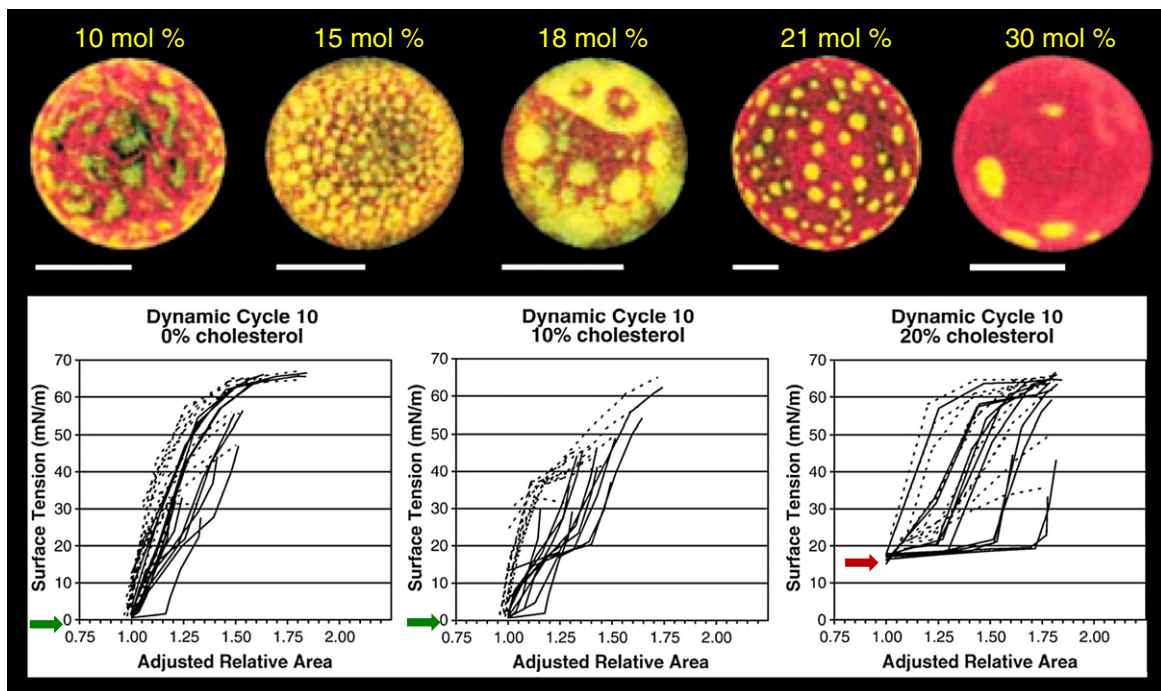 10 mol %
15 mol %
18 mol %
21 mol %
30 mol %
Dynamic Cycle 10
0% cholesterol
Surface Tension (mN/m)
70
60
50
40
30
20
10
0
0.75 1.00 1.25 1.50 1.75 2.00
Adjusted Relative Area
Dynamic Cycle 10
10% cholesterol
Surface Tension (mN/m)
70
60
50
40
30
20
10
0
0.75 1.00 1.25 1.50 1.75 2.00
Adjusted Relative Area
Dynamic Cycle 10
20% cholesterol
Surface Tension (mN/m)
70
60
50
40
30
20
10
0
0.75 1.00 1.25 1.50 1.75 2.00
Adjusted Relative Area